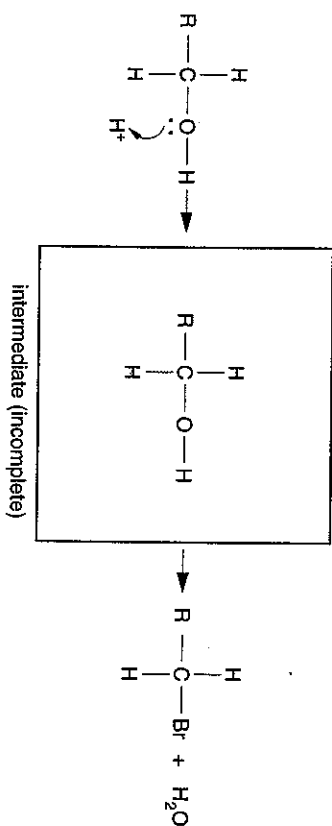 H H H
R—C—O—H R—C—O—H R—C—Br + H₂O
H H⁺ H H
intermediate (incomplete)